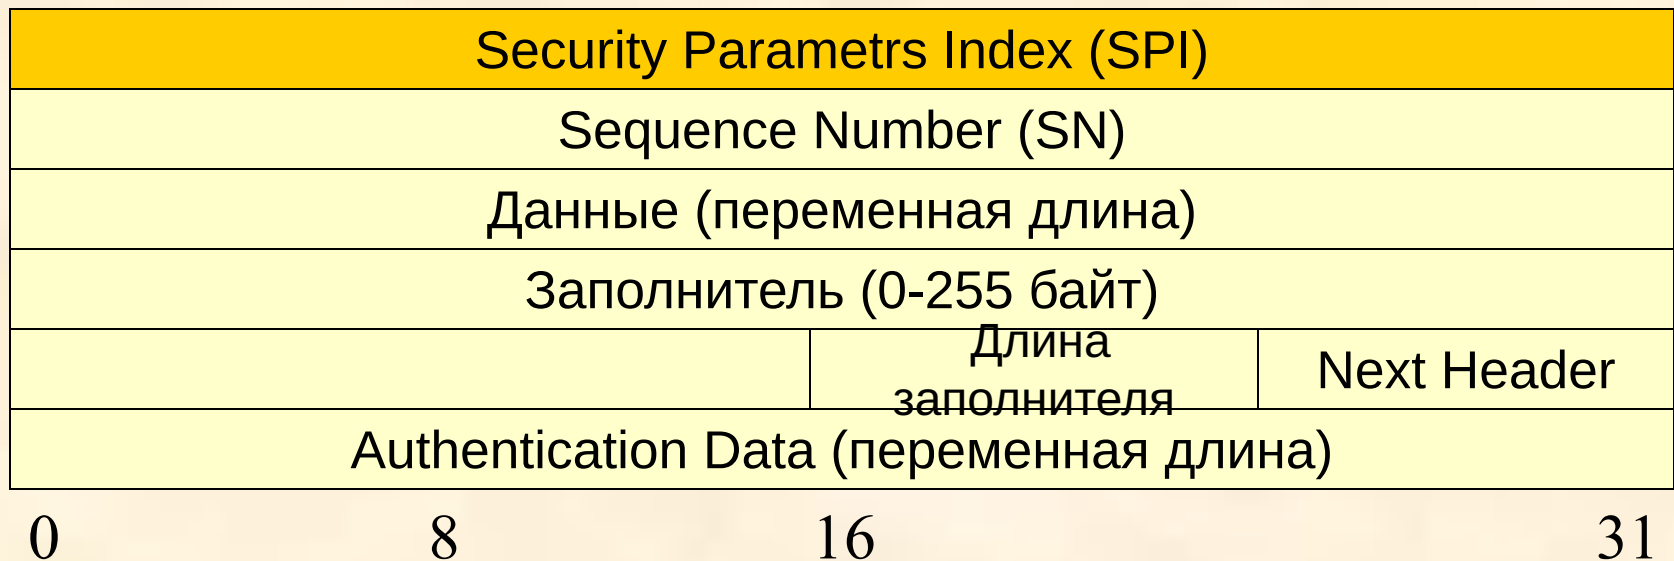 Security Parametrs Index (SPI)
Sequence Number (SN)
Данные (переменная длина)
Заполнитель (0-255 байт)
Длина
заполнителя
Next Header
Authentication Data (переменная длина)
0 8 16 31